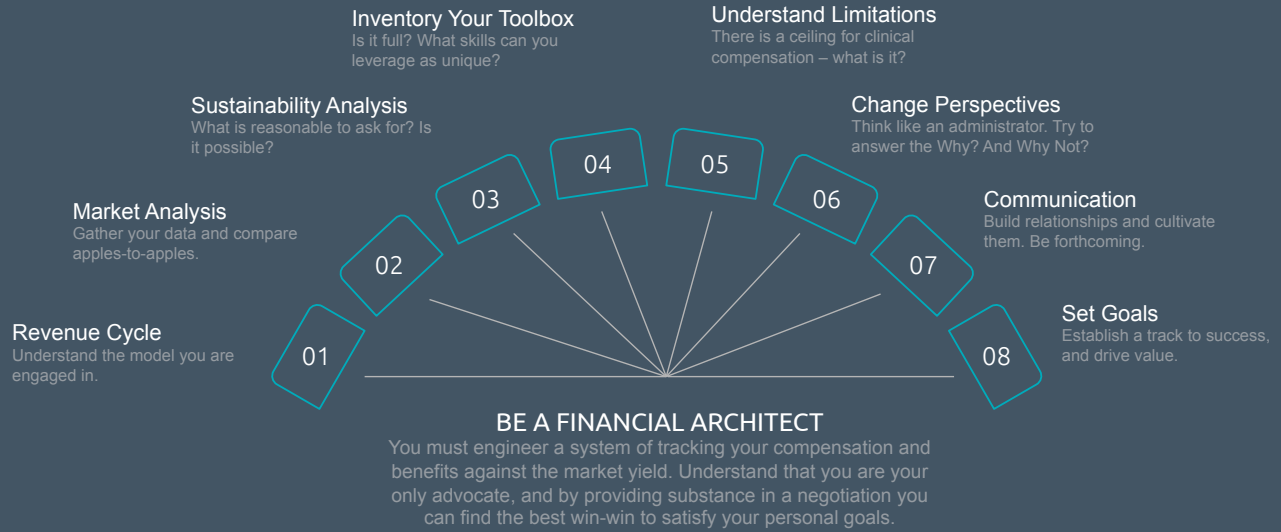 Revenue Cycle
Understand the model you are
engaged in.
01
Market Analysis
Gather your data and compare
apples-to-apples.
02
Sustainability Analysis
What is reasonable to ask for? Is
it possible?
03
Inventory Your Toolbox
Is it full? What skills can you
leverage as unique?
04
Understand Limitations
There is a ceiling for clinical
compensation – what is it?
05
Change Perspectives
Think like an administrator. Try to
answer the Why? And Why Not?
06
Communication
Build relationships and cultivate
them. Be forthcoming.
07
Set Goals
Establish a track to success,
and drive value.
08
BE A FINANCIAL ARCHITECT
You must engineer a system of tracking your compensation and
benefits against the market yield. Understand that you are your
only advocate, and by providing substance in a negotiation you
can find the best win-win to satisfy your personal goals.